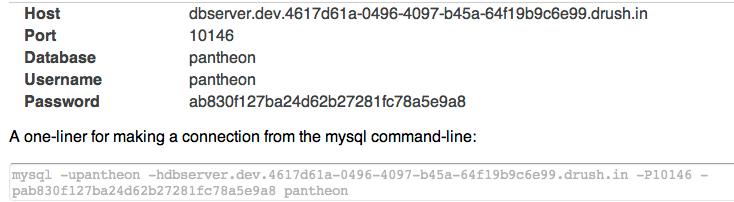 Host dbserver.dev.4617d61a-0496-4097-b45a-64f19b9c6e99.drush.in
Port 10146
Database pantheon
Username pantheon
Password ab830f127ba24d62b27281fc78a5e9a8
A one-liner for making a connection from the mysql command-line:
mysql -upantheon -hdbserver.dev.4617d61a-0496-4097-b45a-64f19b9c6e99.drush.in -P10146 -
pab830f127ba24d62b27281fc78a5e9a8 pantheon